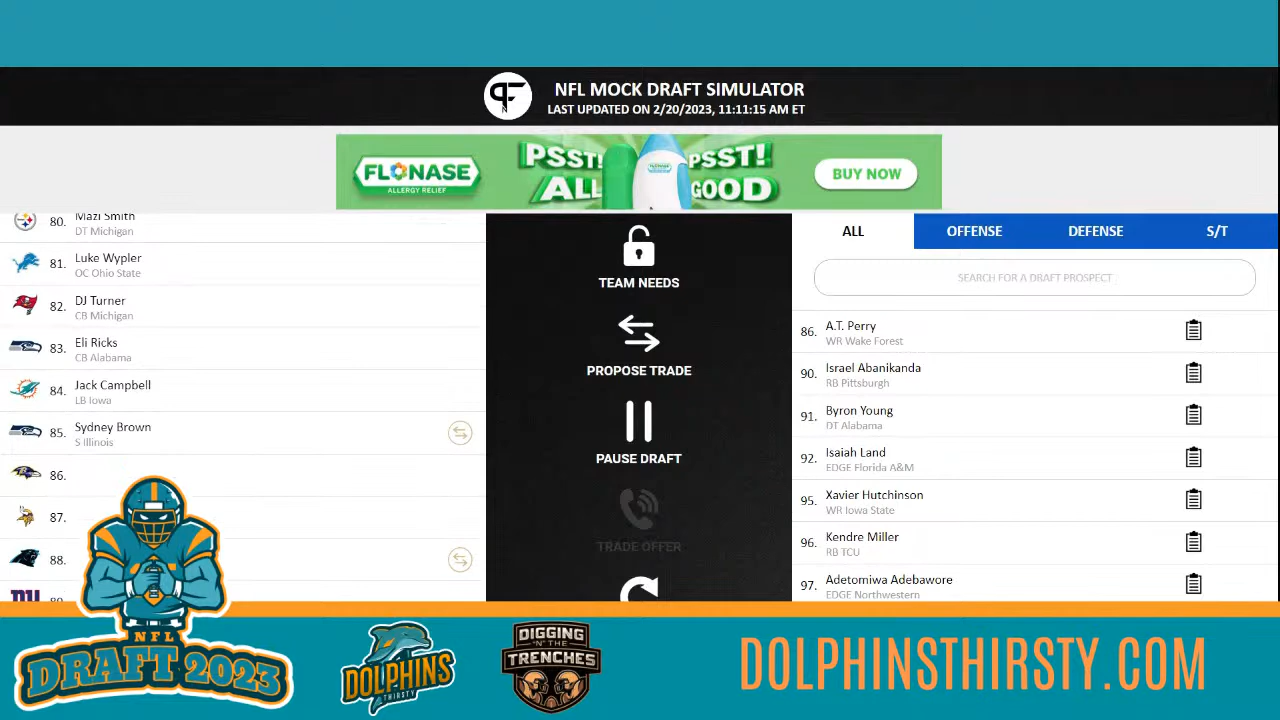 NFL MOCK DRAFT SIMULATOR
LAST UPDATED ON 2/20/2023, 11:11:15 AM ET
FLONASE
ALLERGY RELIEF
PSST!
ALL
PSST!
GOOD
BUY NOW
80. Mazi Smith
DT Michigan
81. Luke Wypler
OC Ohio State
82. DJ Turner
CB Michigan
83. Eli Ricks
CB Alabama
84. Jack Campbell
LB Iowa
85. Sydney Brown
S Illinois
86.
87.
88.
TEAM NEEDS
PROPOSE TRADE
PAUSE DRAFT
TRADE OFFER
ALL OFFENSE DEFENSE S/T
SEARCH FOR A DRAFT PROSPECT
86. A.T. Perry
WR Wake Forest
90. Israel Abanikanda
RB Pittsburgh
91. Byron Young
DT Alabama
92. Isaiah Land
EDGE Florida A&M
95. Xavier Hutchinson
WR Iowa State
96. Kendre Miller
RB TCU
97. Adetomiwa Adebawore
EDGE Northwestern
NFL
DRAFT 2023
DOLPHINS
THIRSTY
DIGGING
"N" THE
TRENCHES
DOLPHINSTHIRSTY.COM